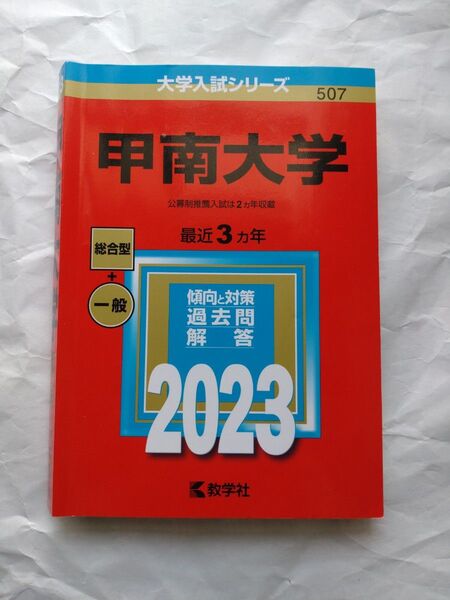 大学入試シリーズ
507
甲南大学
公募制推薦入試は2ヵ年収載
最近3ヵ年
総合型
+
一般
傾向と対策
過去問
解答
2023
教学社